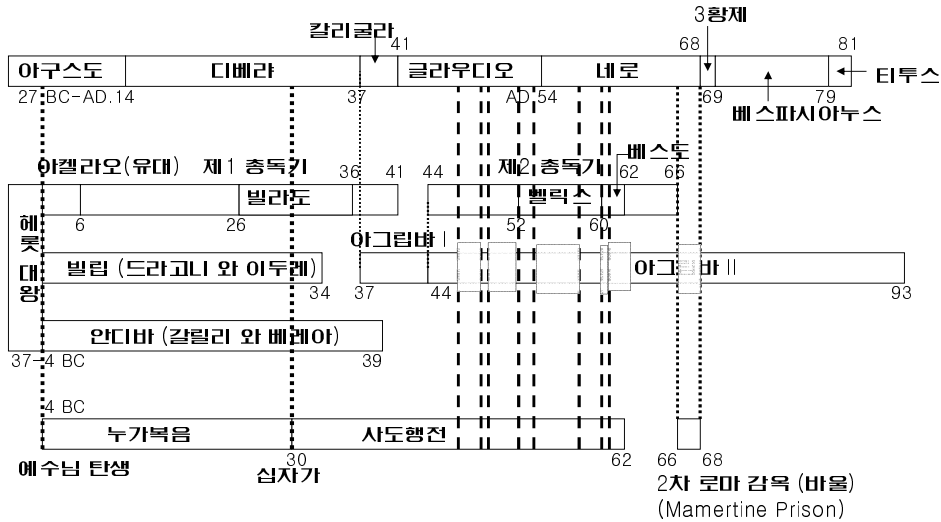 3황제
칼리굴라
41
68
81
아구스도
디베랴
글라우디오
네로
티투스
27 BC-AD.14
37
AD.54
69
79
베스파시아누스
아켈라오(유대)
제1 총독기
36
41
44
제2 총독기
베스도
62
66
빌라도
벨릭스
6
26
52
60
헤롯 대왕
아그립바 I
빌립 (드라고니 와 이두레)
아그 바 II
34
37
44
93
안디바 (갈릴리 와 베레아)
37-4 BC
39
4 BC
누가복음
사도행전
예수님 탄생
30
십자가
62
66
68
2차 로마 감옥 (바울)
(Mamertine Prison)